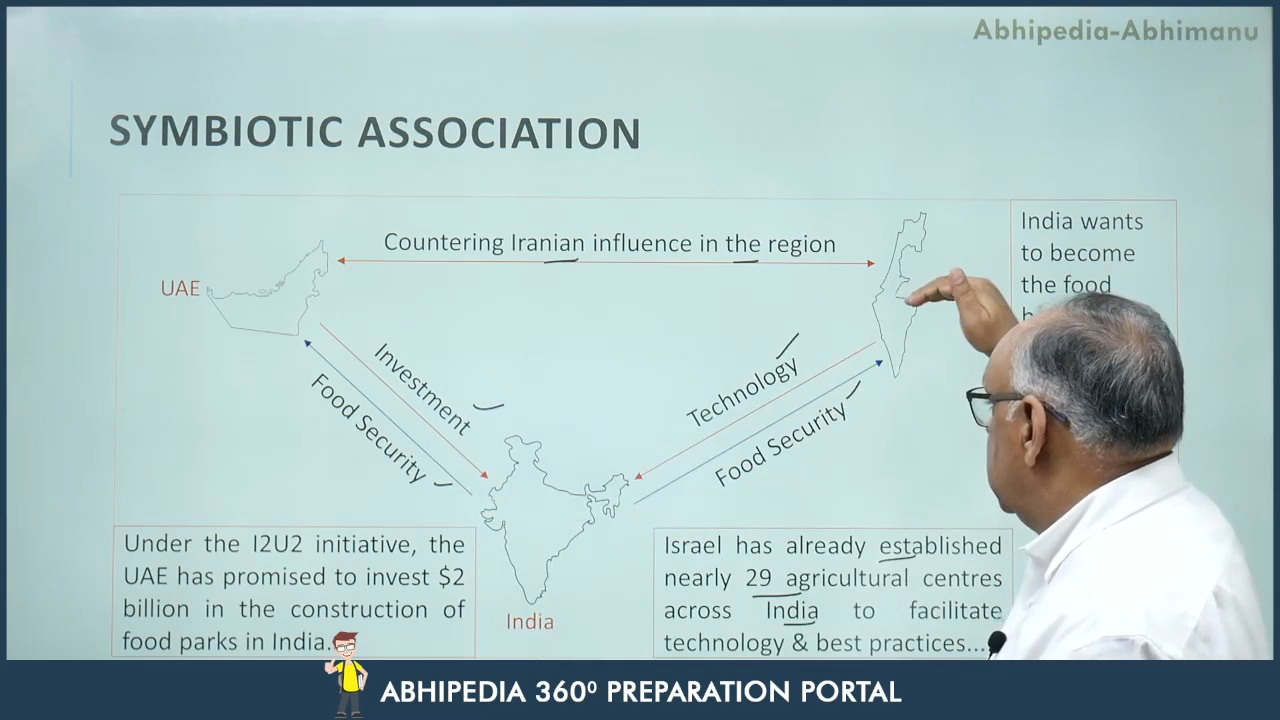 Abhipedia-Abhimanu
SYMBIOTIC ASSOCIATION
Countering Iranian influence in the region
India wants
to become
the food
UAE
Investment
Food Security
Technology
Food Security
India
Under the I2U2 initiative, the
UAE has promised to invest $2
billion in the construction of
food parks in India.
Israel has already established
nearly 29 agricultural centres
across India to facilitate
technology & best practices...
ABHIPEDIA 360⁰ PREPARATION PORTAL